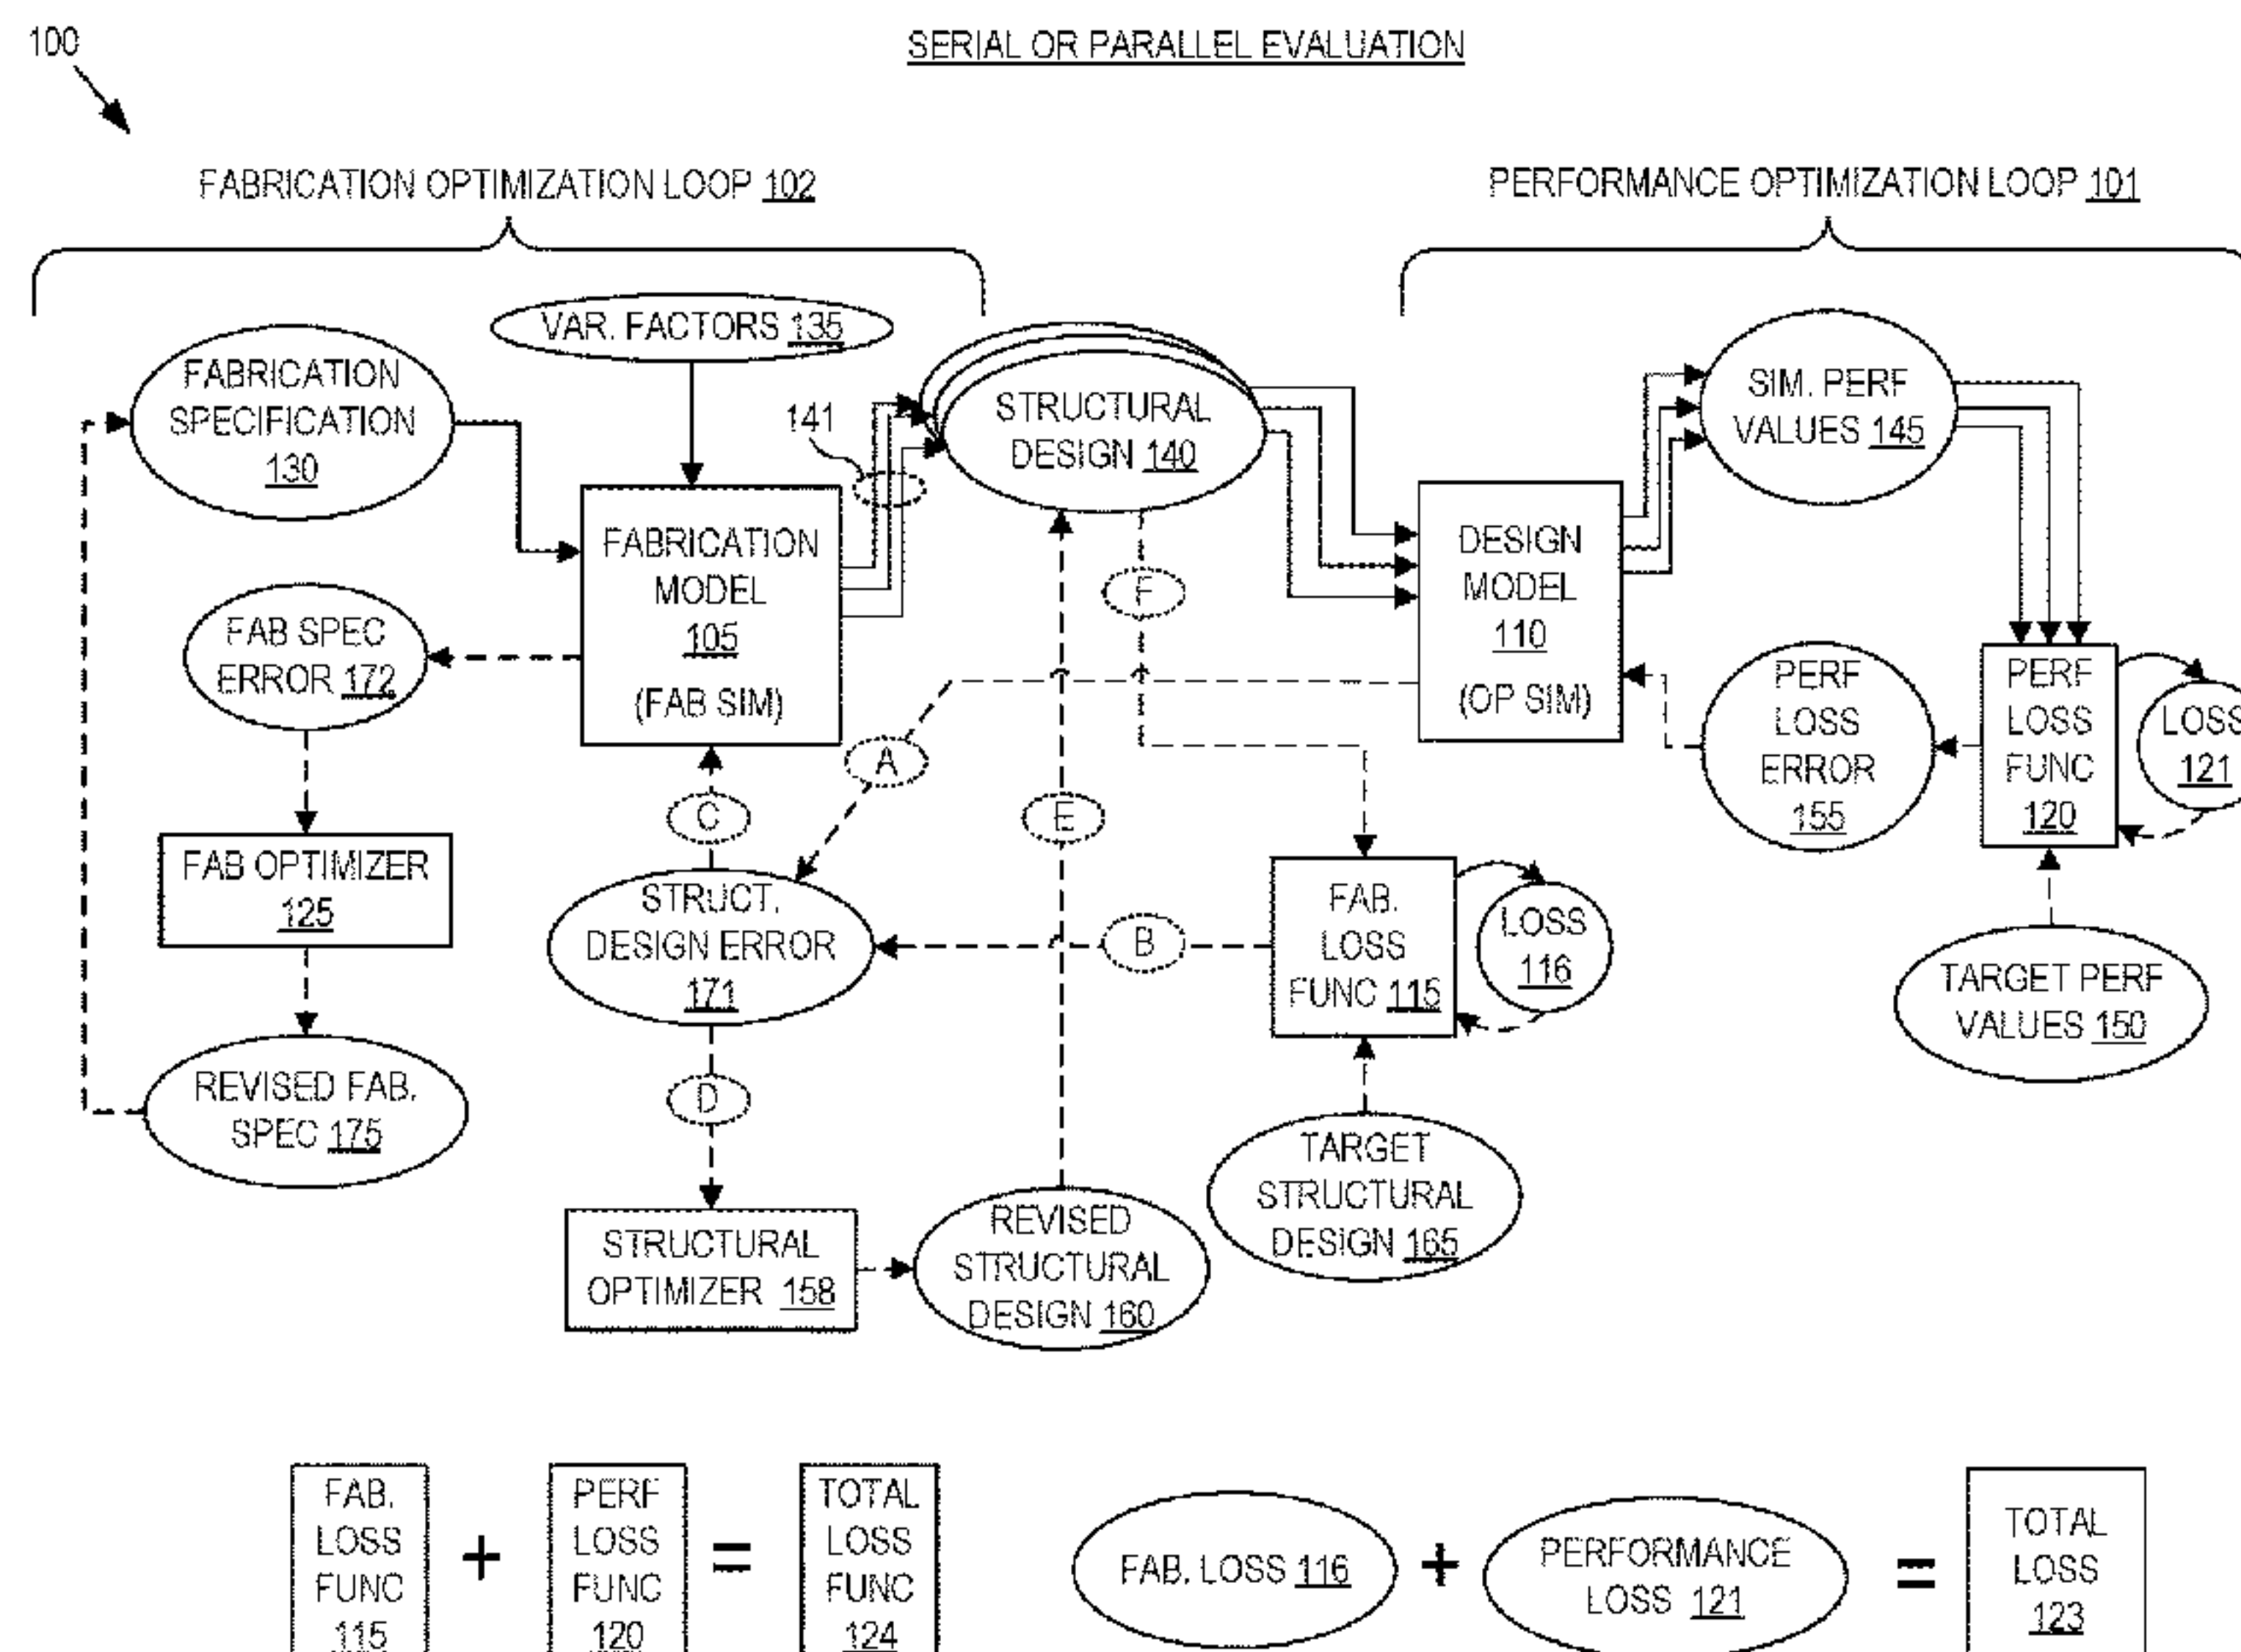 100
SERIAL OR PARALLEL EVALUATION
FABRICATION OPTIMIZATION LOOP 102
PERFORMANCE OPTIMIZATION LOOP 101
VAR. FACTORS 135
FABRICATION
SPECIFICATION
130
141
STRUCTURAL
DESIGN 140
SIM. PERF
VALUES 145
FABRICATION
MODEL
105
(FAB SIM)
DESIGN
MODEL
110
(OP SIM)
FAB SPEC
ERROR 172
F
PERF
LOSS
ERROR
155
PERF
LOSS
FUNC
120
LOSS
121
A
C
E
FAB OPTIMIZER
125
STRUCT.
DESIGN ERROR
171
B
FAB.
LOSS
FUNC 115
LOSS
116
TARGET PERF
VALUES 150
REVISED FAB.
SPEC 175
D
TARGET
STRUCTURAL
DESIGN 165
STRUCTURAL
OPTIMIZER 158
REVISED
STRUCTURAL
DESIGN 160
FAB.
LOSS
FUNC
115
+
PERF
LOSS
FUNC
120
=
TOTAL
LOSS
FUNC
124
FAB. LOSS 116
+
PERFORMANCE
LOSS 121
=
TOTAL
LOSS
123